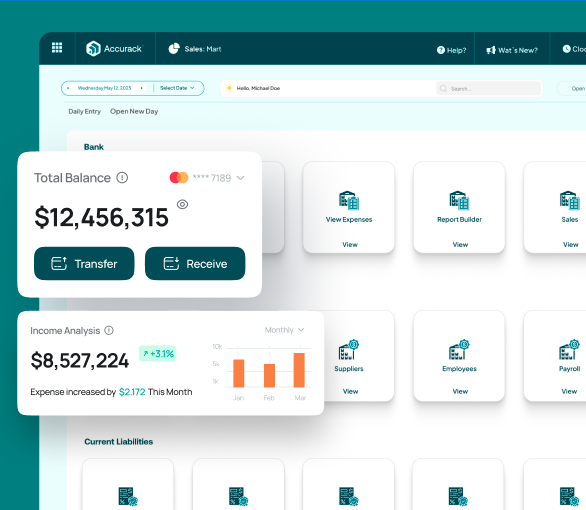 Accurack
Sales: Mart
Help?
Wat's New?
Wednesday May 12, 2025
Select Date
Hello, Michael Doe
Search...
Open
Daily Entry
Open New Day
Bank
Total Balance
**** 7189
$12,456,315
Transfer
Receive
View Expenses
View
Report Builder
View
Sales
View
Income Analysis
Monthly
$8,527,224
+3.1%
Expense increased by $2.172 This Month
10k
5k
1k
Jan
Feb
Mar
Suppliers
View
Employees
View
Payroll
View
Current Liabilities